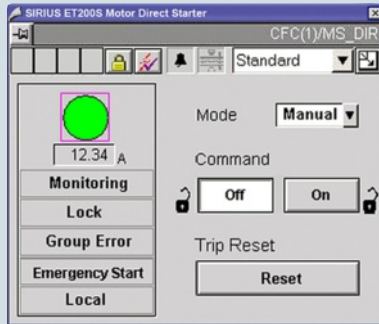 SIRIUS ET200S Motor Direct Starter
CFC(1)/MS_DIR
Standard
12.34 A
Monitoring
Lock
Group Error
Emergency Start
Local
Mode Manual
Command
Off On
Trip Reset
Reset